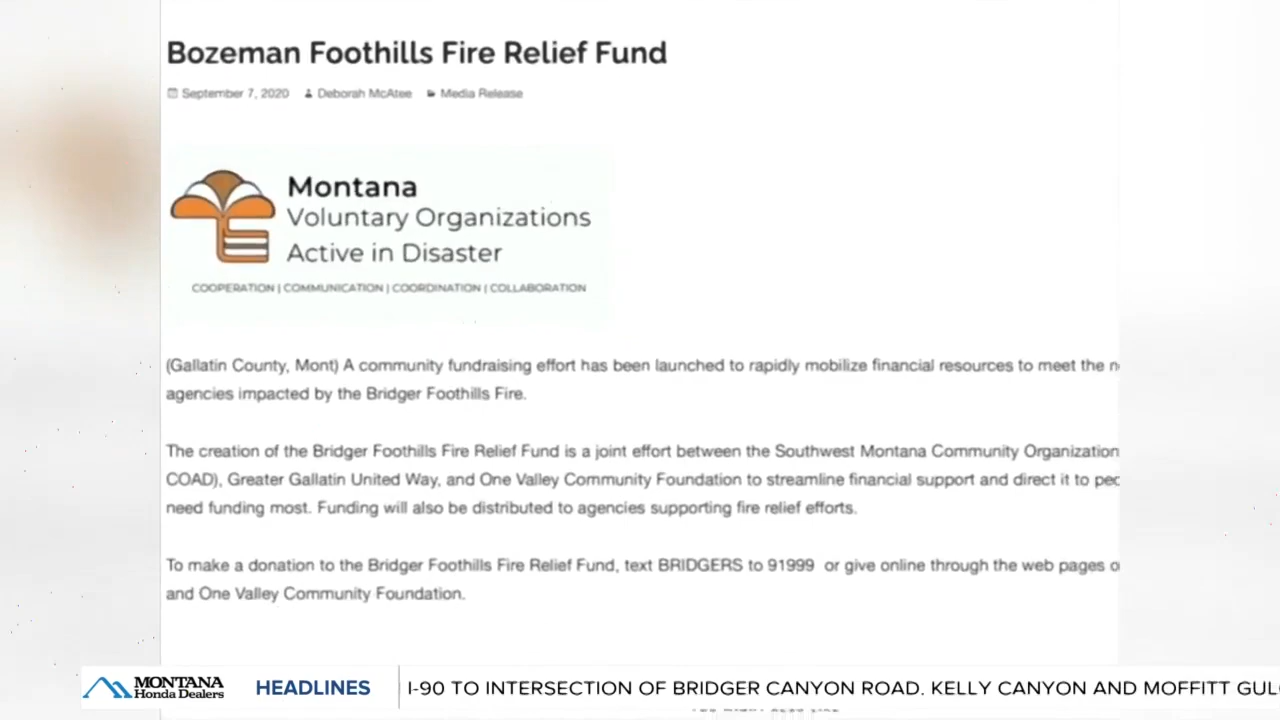 Bozeman Foothills Fire Relief Fund
September 7, 2020 Deborah McAtee Media Release
Montana
Voluntary Organizations
Active in Disaster
COOPERATION | COMMUNICATION | COORDINATION | COLLABORATION
(Gallatin County, Mont) A community fundraising effort has been launched to rapidly mobilize financial resources to meet the
agencies impacted by the Bridger Foothills Fire.
The creation of the Bridger Foothills Fire Relief Fund is a joint effort between the Southwest Montana Community Organization
COAD), Greater Gallatin United Way, and One Valley Community Foundation to streamline financial support and direct it to
need funding most. Funding will also be distributed to agencies supporting fire relief efforts.
To make a donation to the Bridger Foothills Fire Relief Fund, text BRIDGERS to 91999 or give online through the web pages
and One Valley Community Foundation.
MONTANA
Honda Dealers
HEADLINES
I-90 TO INTERSECTION OF BRIDGER CANYON ROAD. KELLY CANYON AND MOFFITT